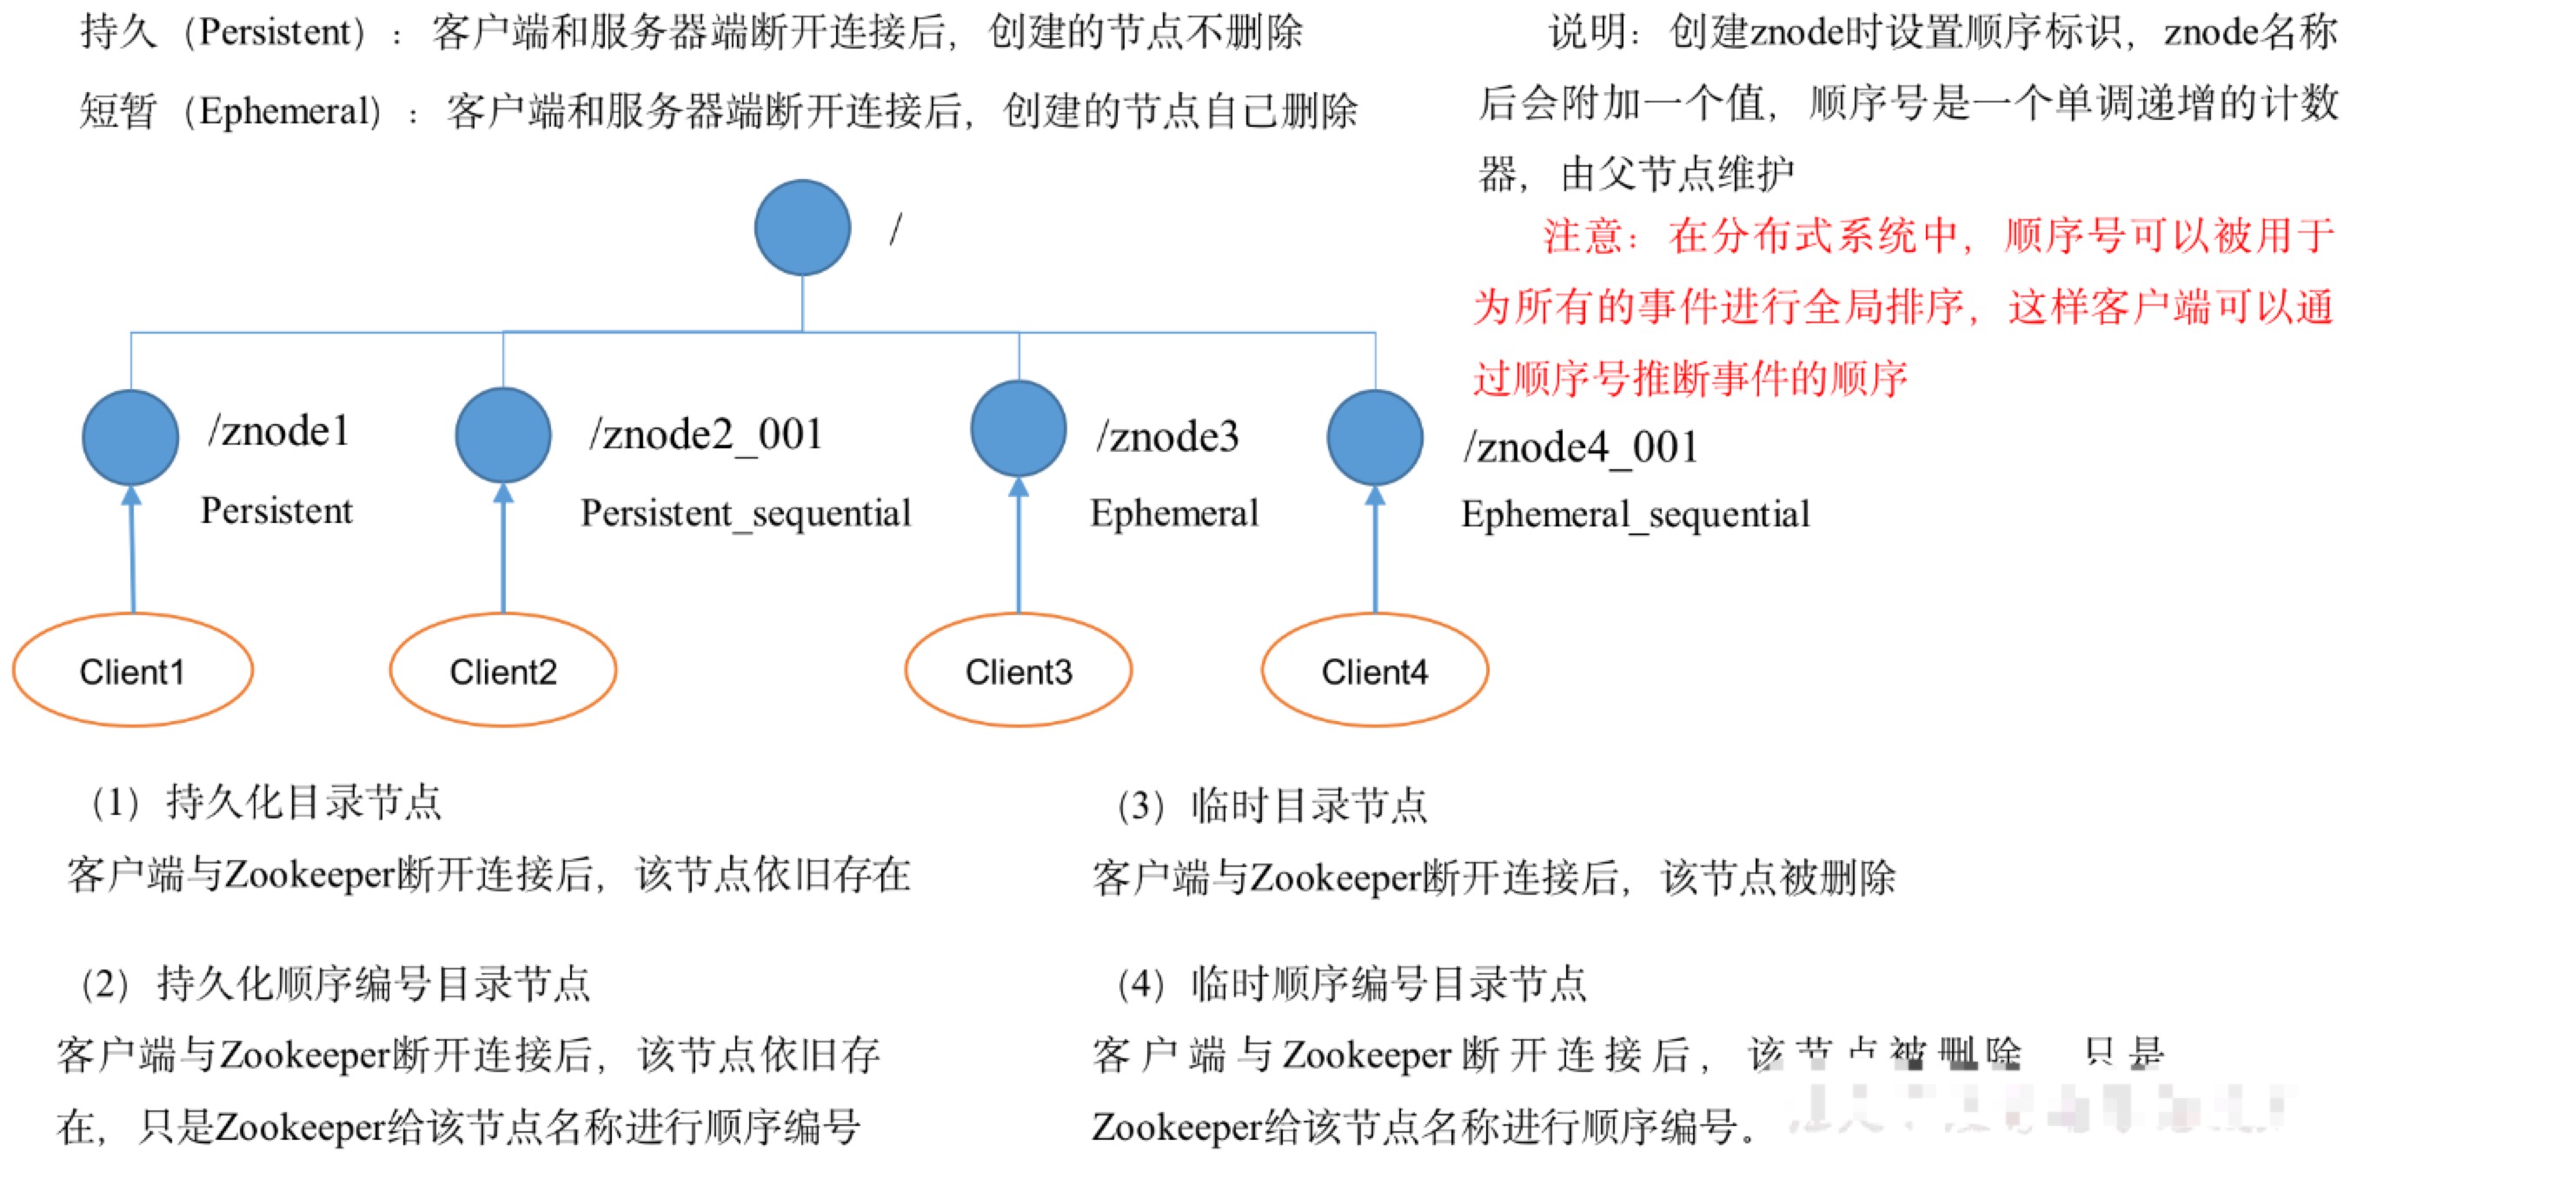 持久（Persistent）：客户端和服务器端断开连接后，创建的节点不删除
短暂（Ephemeral）：客户端和服务器端断开连接后，创建的节点自己删除
说明：创建znode时设置顺序标识，znode名称
后会附加一个值，顺序号是一个单调递增的计数
器，由父节点维护
注意：在分布式系统中，顺序号可以被用于
为所有的事件进行全局排序，这样客户端可以通
过顺序号推断事件的顺序
/
/znode1
Persistent
/znode2_001
Persistent_sequential
/znode3
Ephemeral
/znode4_001
Ephemeral_sequential
Client1
Client2
Client3
Client4
（1）持久化目录节点
客户端与Zookeeper断开连接后，该节点依旧存在
（2）持久化顺序编号目录节点
客户端与Zookeeper断开连接后，该节点依旧存
在，只是Zookeeper给该节点名称进行顺序编号
（3）临时目录节点
客户端与Zookeeper断开连接后，该节点被删除
（4）临时顺序编号目录节点
客户端与Zookeeper断开连接后，该节点被删除 只是
Zookeeper给该节点名称进行顺序编号。